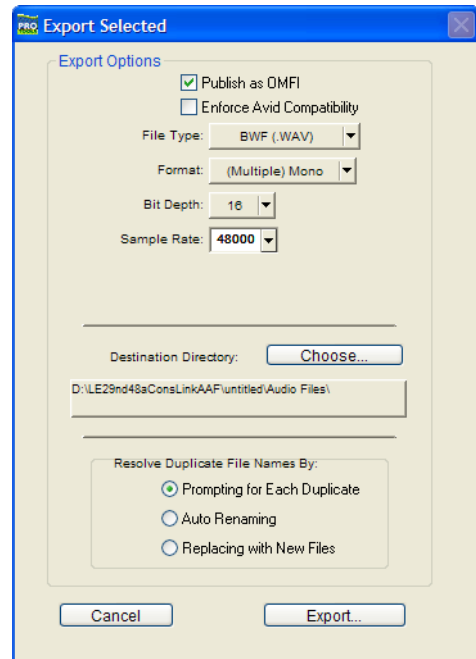 PRO Export Selected
Export Options
Publish as OMFI
Enforce Avid Compatibility
File Type: BWF (.WAV)
Format: (Multiple) Mono
Bit Depth: 16
Sample Rate: 48000
Destination Directory: Choose...
D:\LE29nd48aConsLinkAAF\untitled\Audio Files\
Resolve Duplicate File Names By:
Prompting for Each Duplicate
Auto Renaming
Replacing with New Files
Cancel Export...